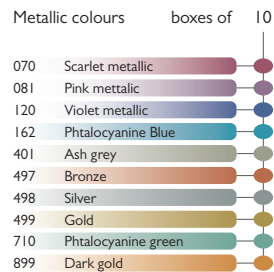 Metallic colours boxes of 10
070 Scarlet metallic
081 Pink mettalic
120 Violet metallic
162 Phtalocyanine Blue
401 Ash grey
497 Bronze
498 Silver
499 Gold
710 Phtalocyanine green
899 Dark gold